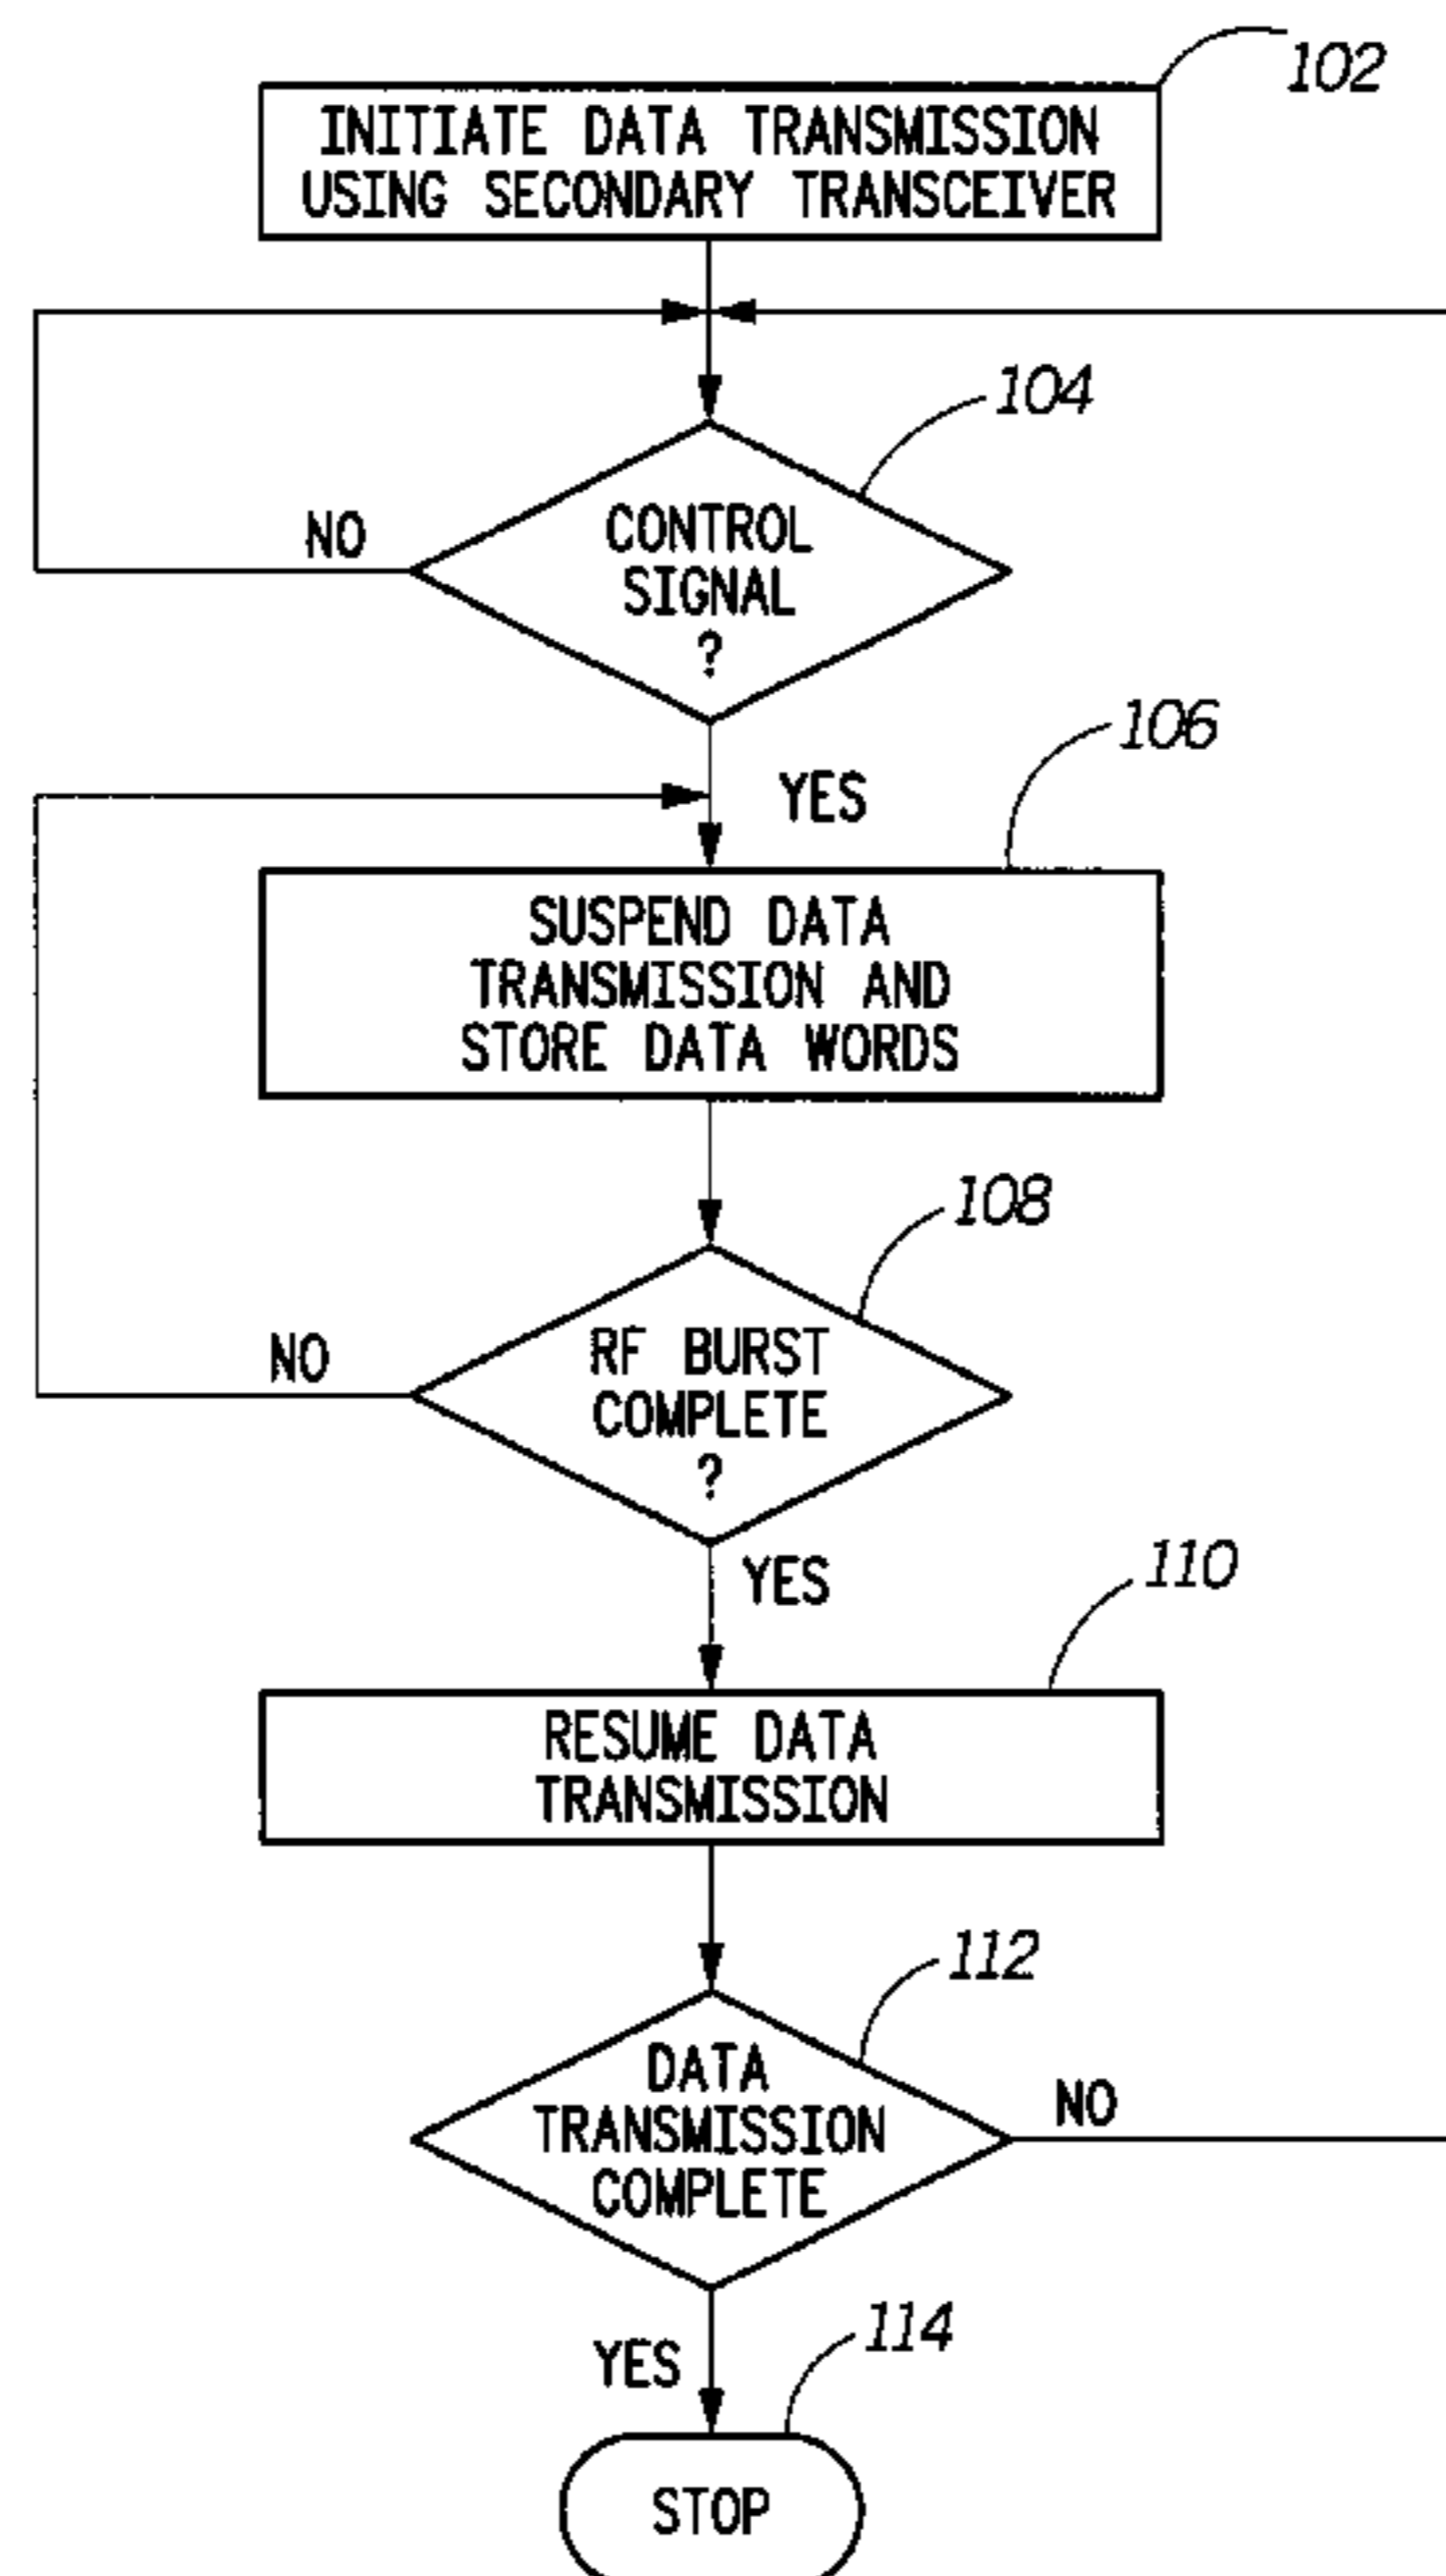 102
INITIATE DATA TRANSMISSION
USING SECONDARY TRANSCEIVER
104
NO
CONTROL
SIGNAL
?
106
YES
SUSPEND DATA
TRANSMISSION AND
STORE DATA WORDS
108
NO
RF BURST
COMPLETE
?
YES
110
RESUME DATA
TRANSMISSION
112
DATA
TRANSMISSION
COMPLETE
NO
YES
114
STOP